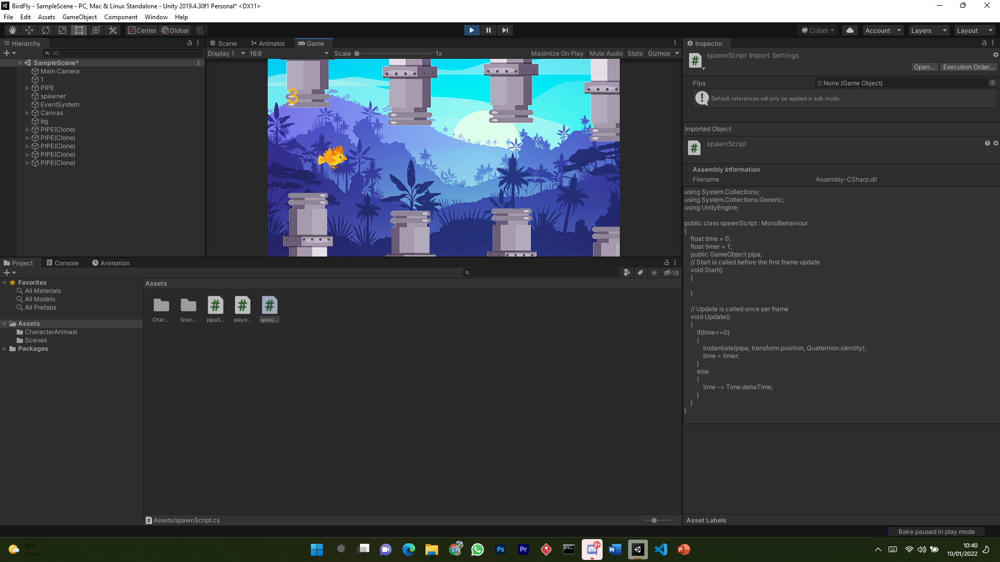 BirdFly - SampleScene - PC, Mac & Linux Standalone - Unity 2019.4.30f1 Personal* <DX11>
File Edit Assets GameObject Component Window Help
Center Global Collab Account Layers Layout
Hierarchy
All
SampleScene*
Main Camera
1
PIPE
spawner
EventSystem
Canvas
bg
PIPE(Clone)
PIPE(Clone)
PIPE(Clone)
PIPE(Clone)
PIPE(Clone)
Scene Animator Game
Display 1 16:9 Scale 1x Maximize On Play Mute Audio Stats Gizmos
3
Inspector
spawnScript Import Settings
Open... Execution Order...
Pipa None (Game Object)
Default references will only be applied in edit mode.
Imported Object
spawnScript
Assembly Information
Filename Assembly-CSharp.dll
using System.Collections;
using System.Collections.Generic;
using UnityEngine;
public class spawnScript : MonoBehaviour
{
float time = 0;
float timer = 1;
public GameObject pipa;
// Start is called before the first frame update
void Start()
{
}
// Update is called once per frame
void Update()
{
if(time<=0)
{
Instantiate(pipa, transform.position, Quaternion.identity);
time = timer;
}
else
{
time -= Time.deltaTime;
}
}
}
Asset Labels
Project Console Animation
18
Favorites
All Materials
All Models
All Prefabs
Assets
CharacterAnimasi
Scenes
Packages
Assets
Char... Scen... pipaS... playe... spaw...
Assets/spawnScript.cs
Bake paused in play mode
26°C
Cerah
Ps
Pr
9+
W
P
10:40
10/01/2022